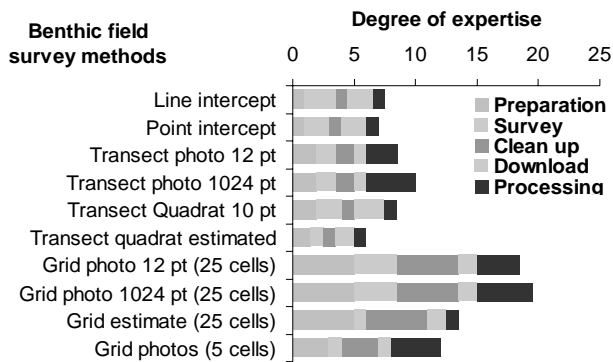 Benthic field
survey methods
Degree of expertise
0 5 10 15 20 25
Line intercept
Point intercept
Transect photo 12 pt
Transect photo 1024 pt
Transect Quadrat 10 pt
Transect quadrat estimated
Grid photo 12 pt (25 cells)
Grid photo 1024 pt (25 cells)
Grid estimate (25 cells)
Grid photos (5 cells)
Preparation
Survey
Clean up
Download
Processing